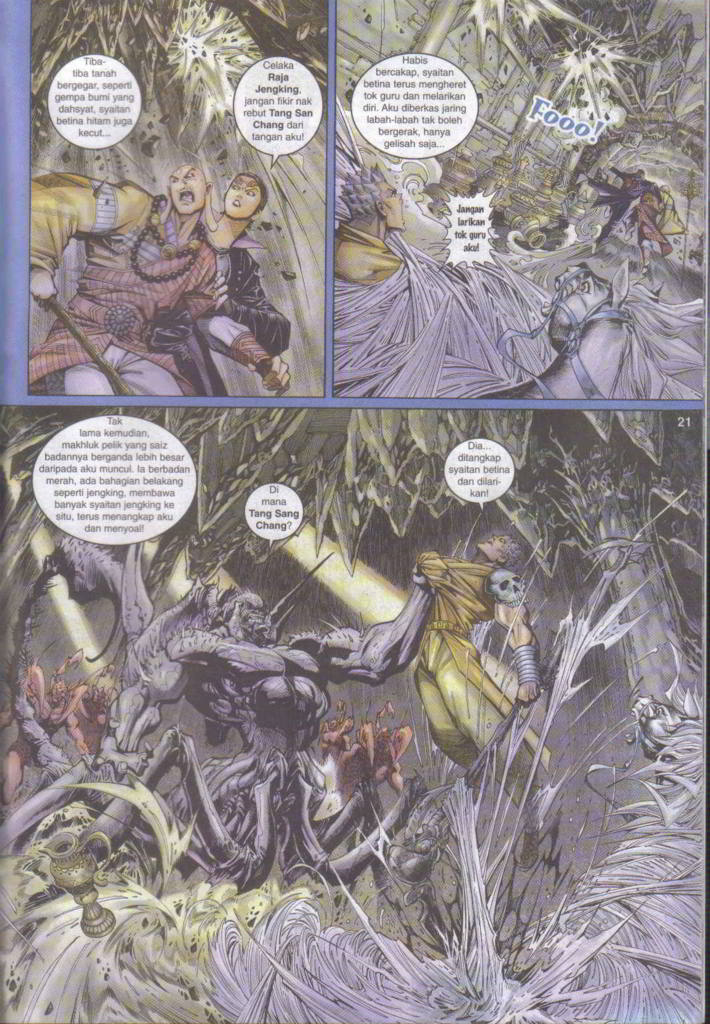 Tiba-
tiba tanah
bergegar, seperti
gempa bumi yang
dahsyat, syaitan
betina hitam juga
kecut...
Celaka
Raja
Jengking,
jangan fikir nak
rebut Tang San
Chang dari
tangan aku!
Habis
bercakap, syaitan
betina terus mengheret
tok guru dan melarikan
diri. Aku diberkas jaring
labah-labah tak boleh
bergerak, hanya
gelisah saja...
Fooo!
Jangan
larikan
tok guru
aku!
21
Tak
lama kemudian,
makhluk pelik yang saiz
badannya berganda lebih besar
daripada aku muncul. Ia berbadan
merah, ada bahagian belakang
seperti jengking, membawa
banyak syaitan jengking ke
situ, terus menangkap aku
dan menyoal!
Di
mana
Tang Sang
Chang?
Dia...
ditangkap
syaitan betina
dan dilari-
kan!